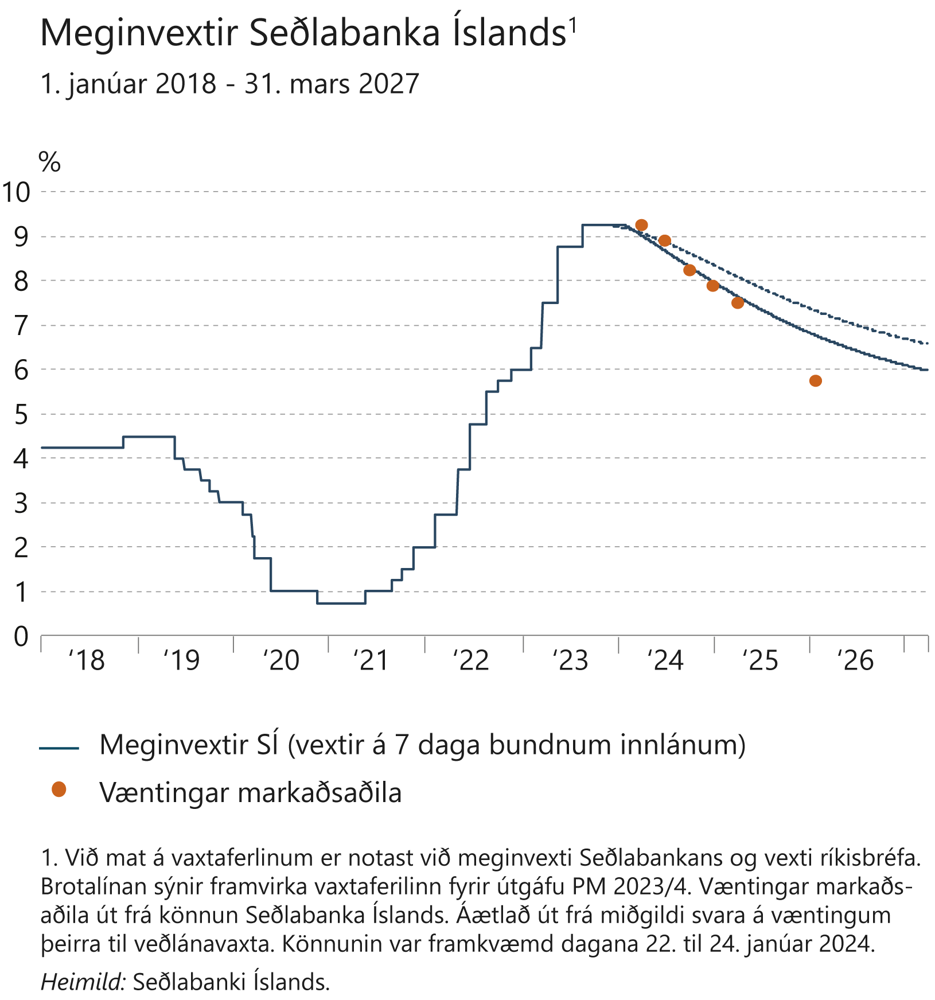 Meginvextir Seðlabanka Íslands¹
1. janúar 2018 - 31. mars 2027
%
10
9
8
7
6
5
4
3
2
1
0
‘18 ‘19 ‘20 ‘21 ‘22 ‘23 ‘24 ‘25 ‘26
Meginvextir SÍ (vextir á 7 daga bundnum innlánum)
Væntingar markaðsaðila
1. Við mat á vaxtaferlinum er notast við meginvexti Seðlabankans og vexti ríkisbréfa.
Brotalínan sýnir framvirka vaxtaferilinn fyrir útgáfu PM 2023/4. Væntingar markaðs-
aðila út frá könnun Seðlabanka Íslands. Áætlað út frá miðgildi svara á væntingum
þeirra til veðlánavaxta. Könnunin var framkvæmd dagana 22. til 24. janúar 2024.
Heimild: Seðlabanki Íslands.